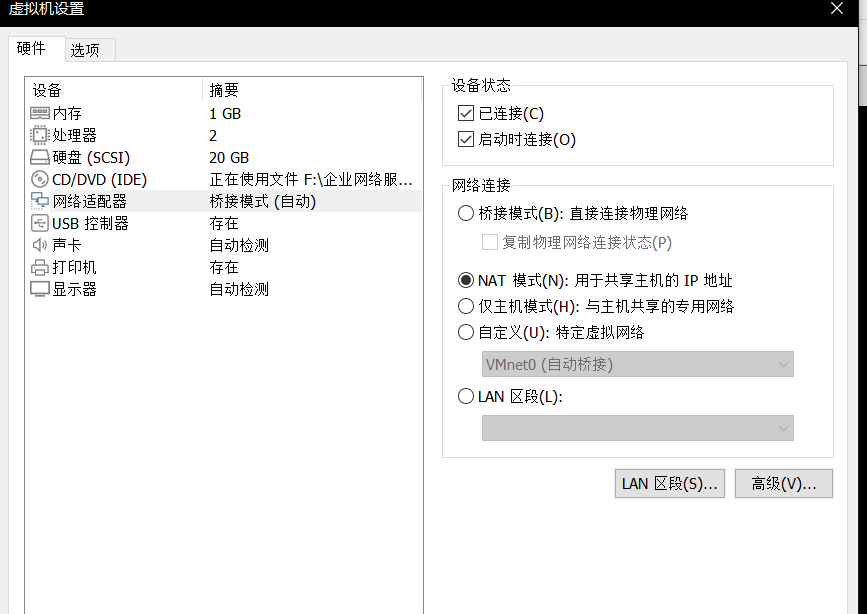 虚拟机设置
硬件 选项
设备 摘要
内存 1 GB
处理器 2
硬盘 (SCSI) 20 GB
CD/DVD (IDE) 正在使用文件 F:\企业网络服...
网络适配器 桥接模式 (自动)
USB 控制器 存在
声卡 自动检测
打印机 存在
显示器 自动检测
设备状态
已连接(C)
启动时连接(O)
网络连接
桥接模式(B): 直接连接物理网络
复制物理网络连接状态(P)
NAT 模式(N): 用于共享主机的 IP 地址
仅主机模式(H): 与主机共享的专用网络
自定义(U): 特定虚拟网络
VMnet0 (自动桥接)
LAN 区段(L):
LAN 区段(S)... 高级(V)...